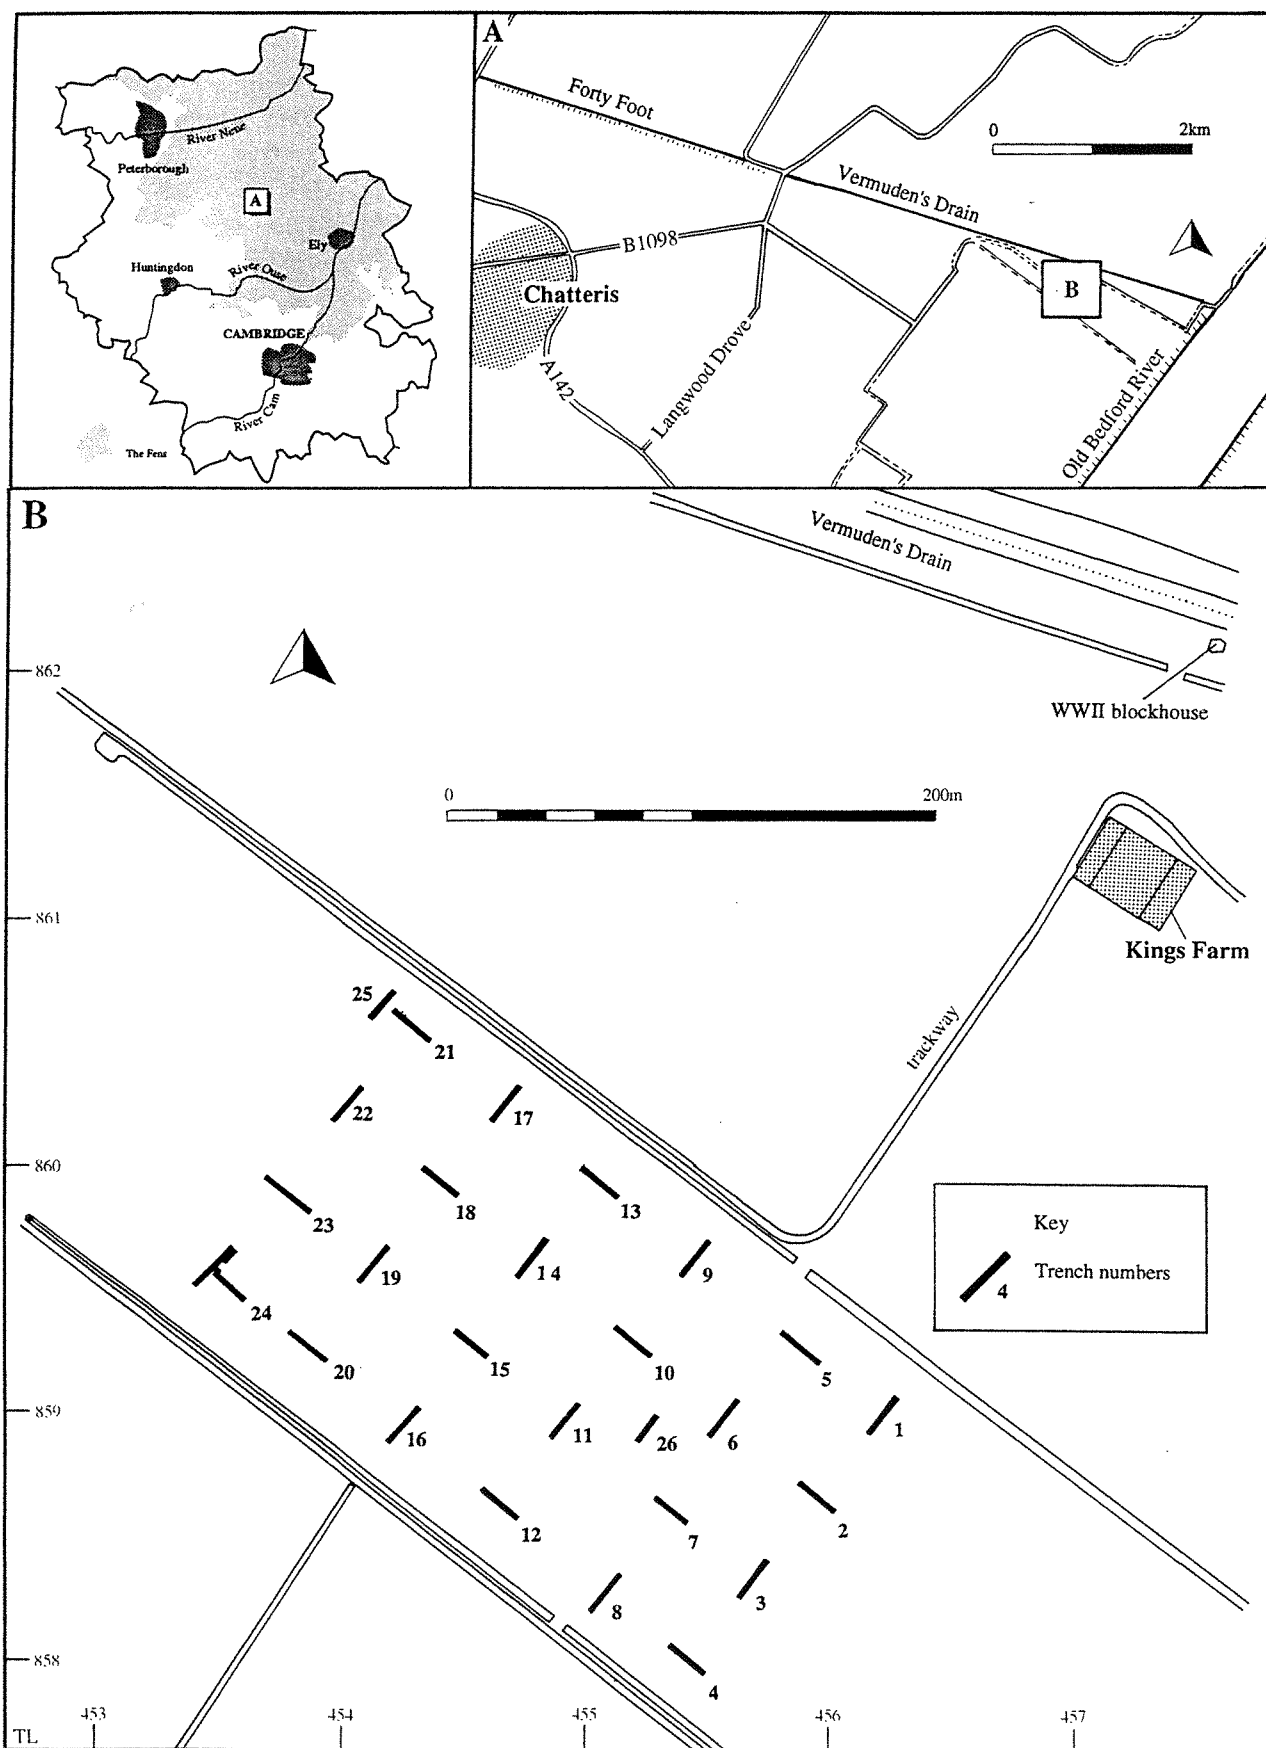 River Nene
Peterborough
A
Ely
Huntingdon
River Ouse
CAMBRIDGE
River Cam
The Fens
A
Forty Foot
0 2km
Vermuden's Drain
B1098
Chatteris
B
A142
Langwood Drove
Old Bedford River
B
Vermuden's Drain
862
WWII blockhouse
0 200m
861
Kings Farm
25
21
trackway
22
17
860
23
18
13
Key
19
14
9
Trench numbers
4
24
20
15
10
5
859
16
11
26
6
1
12
7
2
8
3
858
4
453
454
455
456
457
TL